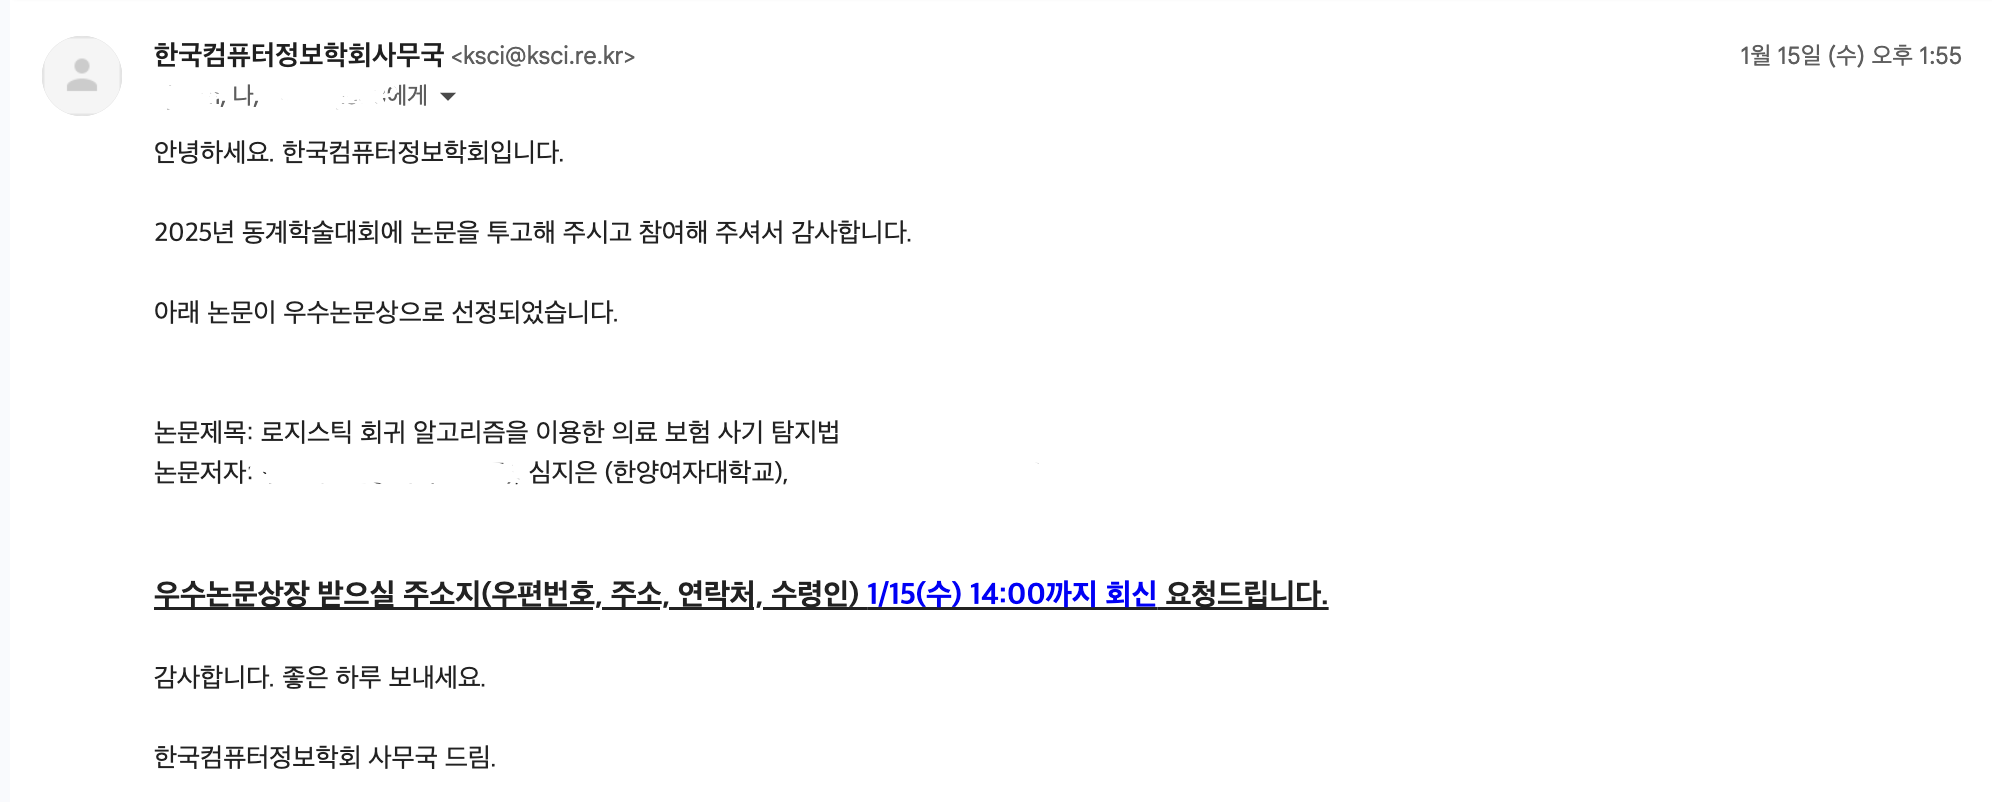 한국컴퓨터정보학회사무국 <ksci@ksci.re.kr>
1월 15일 (수) 오후 1:55
, 나, 에게
안녕하세요. 한국컴퓨터정보학회입니다.
2025년 동계학술대회에 논문을 투고해 주시고 참여해 주셔서 감사합니다.
아래 논문이 우수논문상으로 선정되었습니다.
논문제목: 로지스틱 회귀 알고리즘을 이용한 의료 보험 사기 탐지법
논문저자: 심지은 (한양여자대학교),
우수논문상장 받으실 주소지(우편번호, 주소, 연락처, 수령인) 1/15(수) 14:00까지 회신 요청드립니다.
감사합니다. 좋은 하루 보내세요.
한국컴퓨터정보학회 사무국 드림.